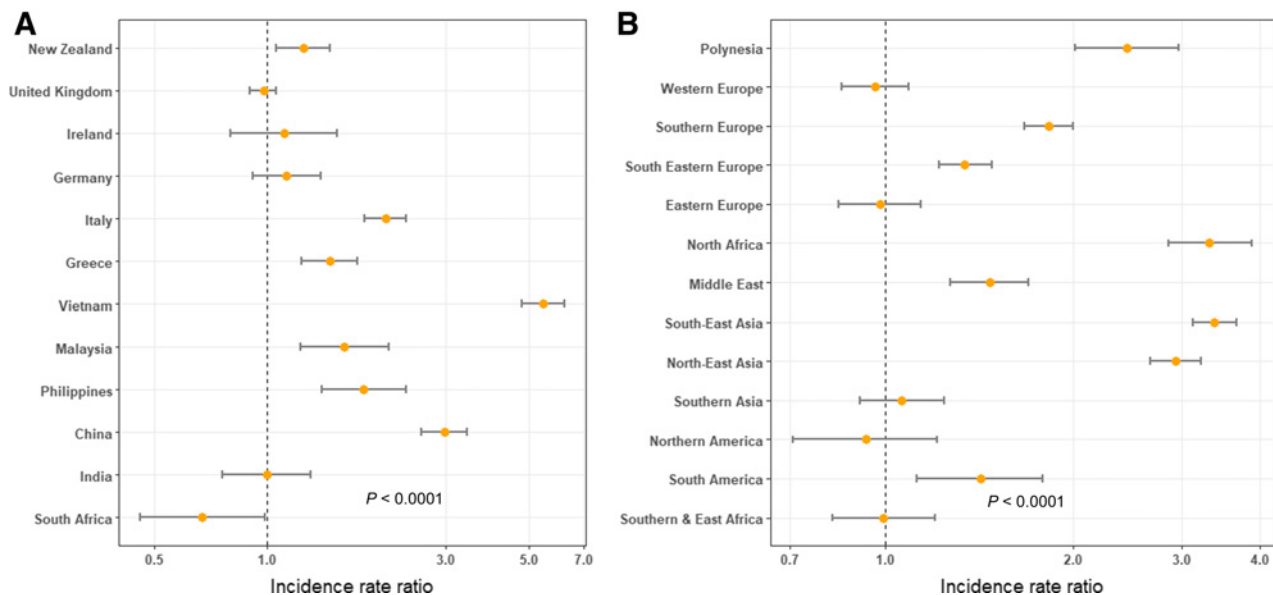 A
New Zealand
United Kingdom
Ireland
Germany
Italy
Greece
Vietnam
Malaysia
Philippines
China
India
South Africa
P < 0.0001
0.5 1.0 3.0 5.0 7.0
Incidence rate ratio
B
Polynesia
Western Europe
Southern Europe
South Eastern Europe
Eastern Europe
North Africa
Middle East
South-East Asia
North-East Asia
Southern Asia
Northern America
South America
Southern & East Africa
P < 0.0001
0.7 1.0 2.0 3.0 4.0
Incidence rate ratio